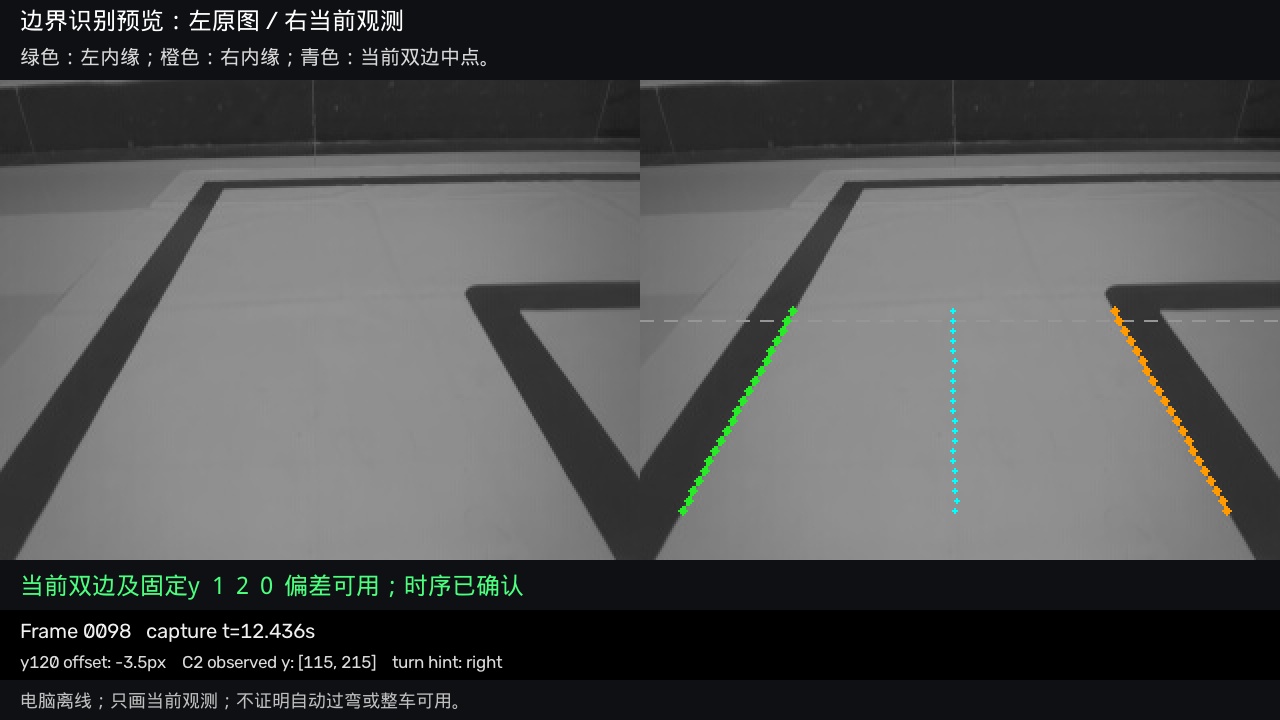 边界识别预览：左原图 / 右当前观测
绿色：左内缘；橙色：右内缘；青色：当前双边中点。
当前双边及固定y 1 2 0 偏差可用；时序已确认
Frame 0098 capture t=12.436s
y120 offset: -3.5px C2 observed y: [115, 215] turn hint: right
电脑离线；只画当前观测；不证明自动过弯或整车可用。